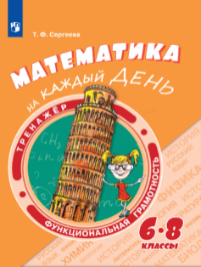 Т. Ф. Сергеева
МАТЕМАТИКА
НА КАЖДЫЙ ДЕНЬ
ТРЕНАЖЁР
ФУНКЦИОНАЛЬНАЯ ГРАМОТНОСТЬ
6-8
КЛАССЫ